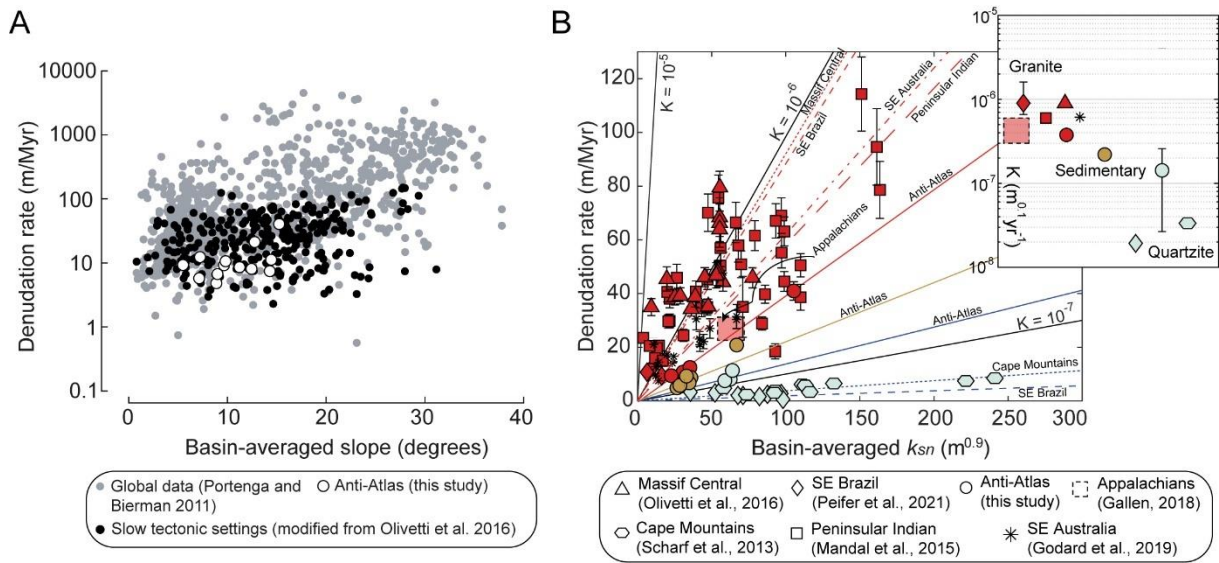 A
Denudation rate (m/Myr)
10000
1000
100
10
1
0.1
0
10
20
30
40
Basin-averaged slope (degrees)
Global data (Portenga and
Bierman 2011)
Anti-Atlas (this study)
Slow tectonic settings (modified from Olivetti et al. 2016)
B
Denudation rate (m/Myr)
120
100
80
60
40
20
0
K = 10-5
K = 10-6
Massif Central
SE Brazil
SE Australia
Peninsular Indian
Anti-Atlas
Appalachians
Anti-Atlas
Anti-Atlas
K = 10-7
Cape Mountains
SE Brazil
0
50
100
150
200
250
300
Basin-averaged ksn (m0.9)
10-5
10-6
10-7
10-8
K (m0.1 yr-1)
Granite
Sedimentary
Quartzite
Massif Central
(Olivetti et al., 2016)
SE Brazil
(Peifer et al., 2021)
Anti-Atlas
(this study)
Appalachians
(Gallen, 2018)
Cape Mountains
(Scharf et al., 2013)
Peninsular Indian
(Mandal et al., 2015)
SE Australia
(Godard et al., 2019)